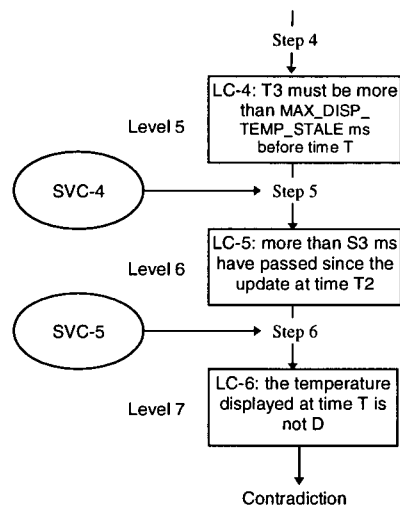 Step 4
LC-4: T3 must be more
than MAX_DISP_
TEMP_STALE ms
before time T
Level 5
SVC-4
Step 5
LC-5: more than S3 ms
have passed since the
update at time T2
Level 6
SVC-5
Step 6
LC-6: the temperature
displayed at time T is
not D
Level 7
Contradiction